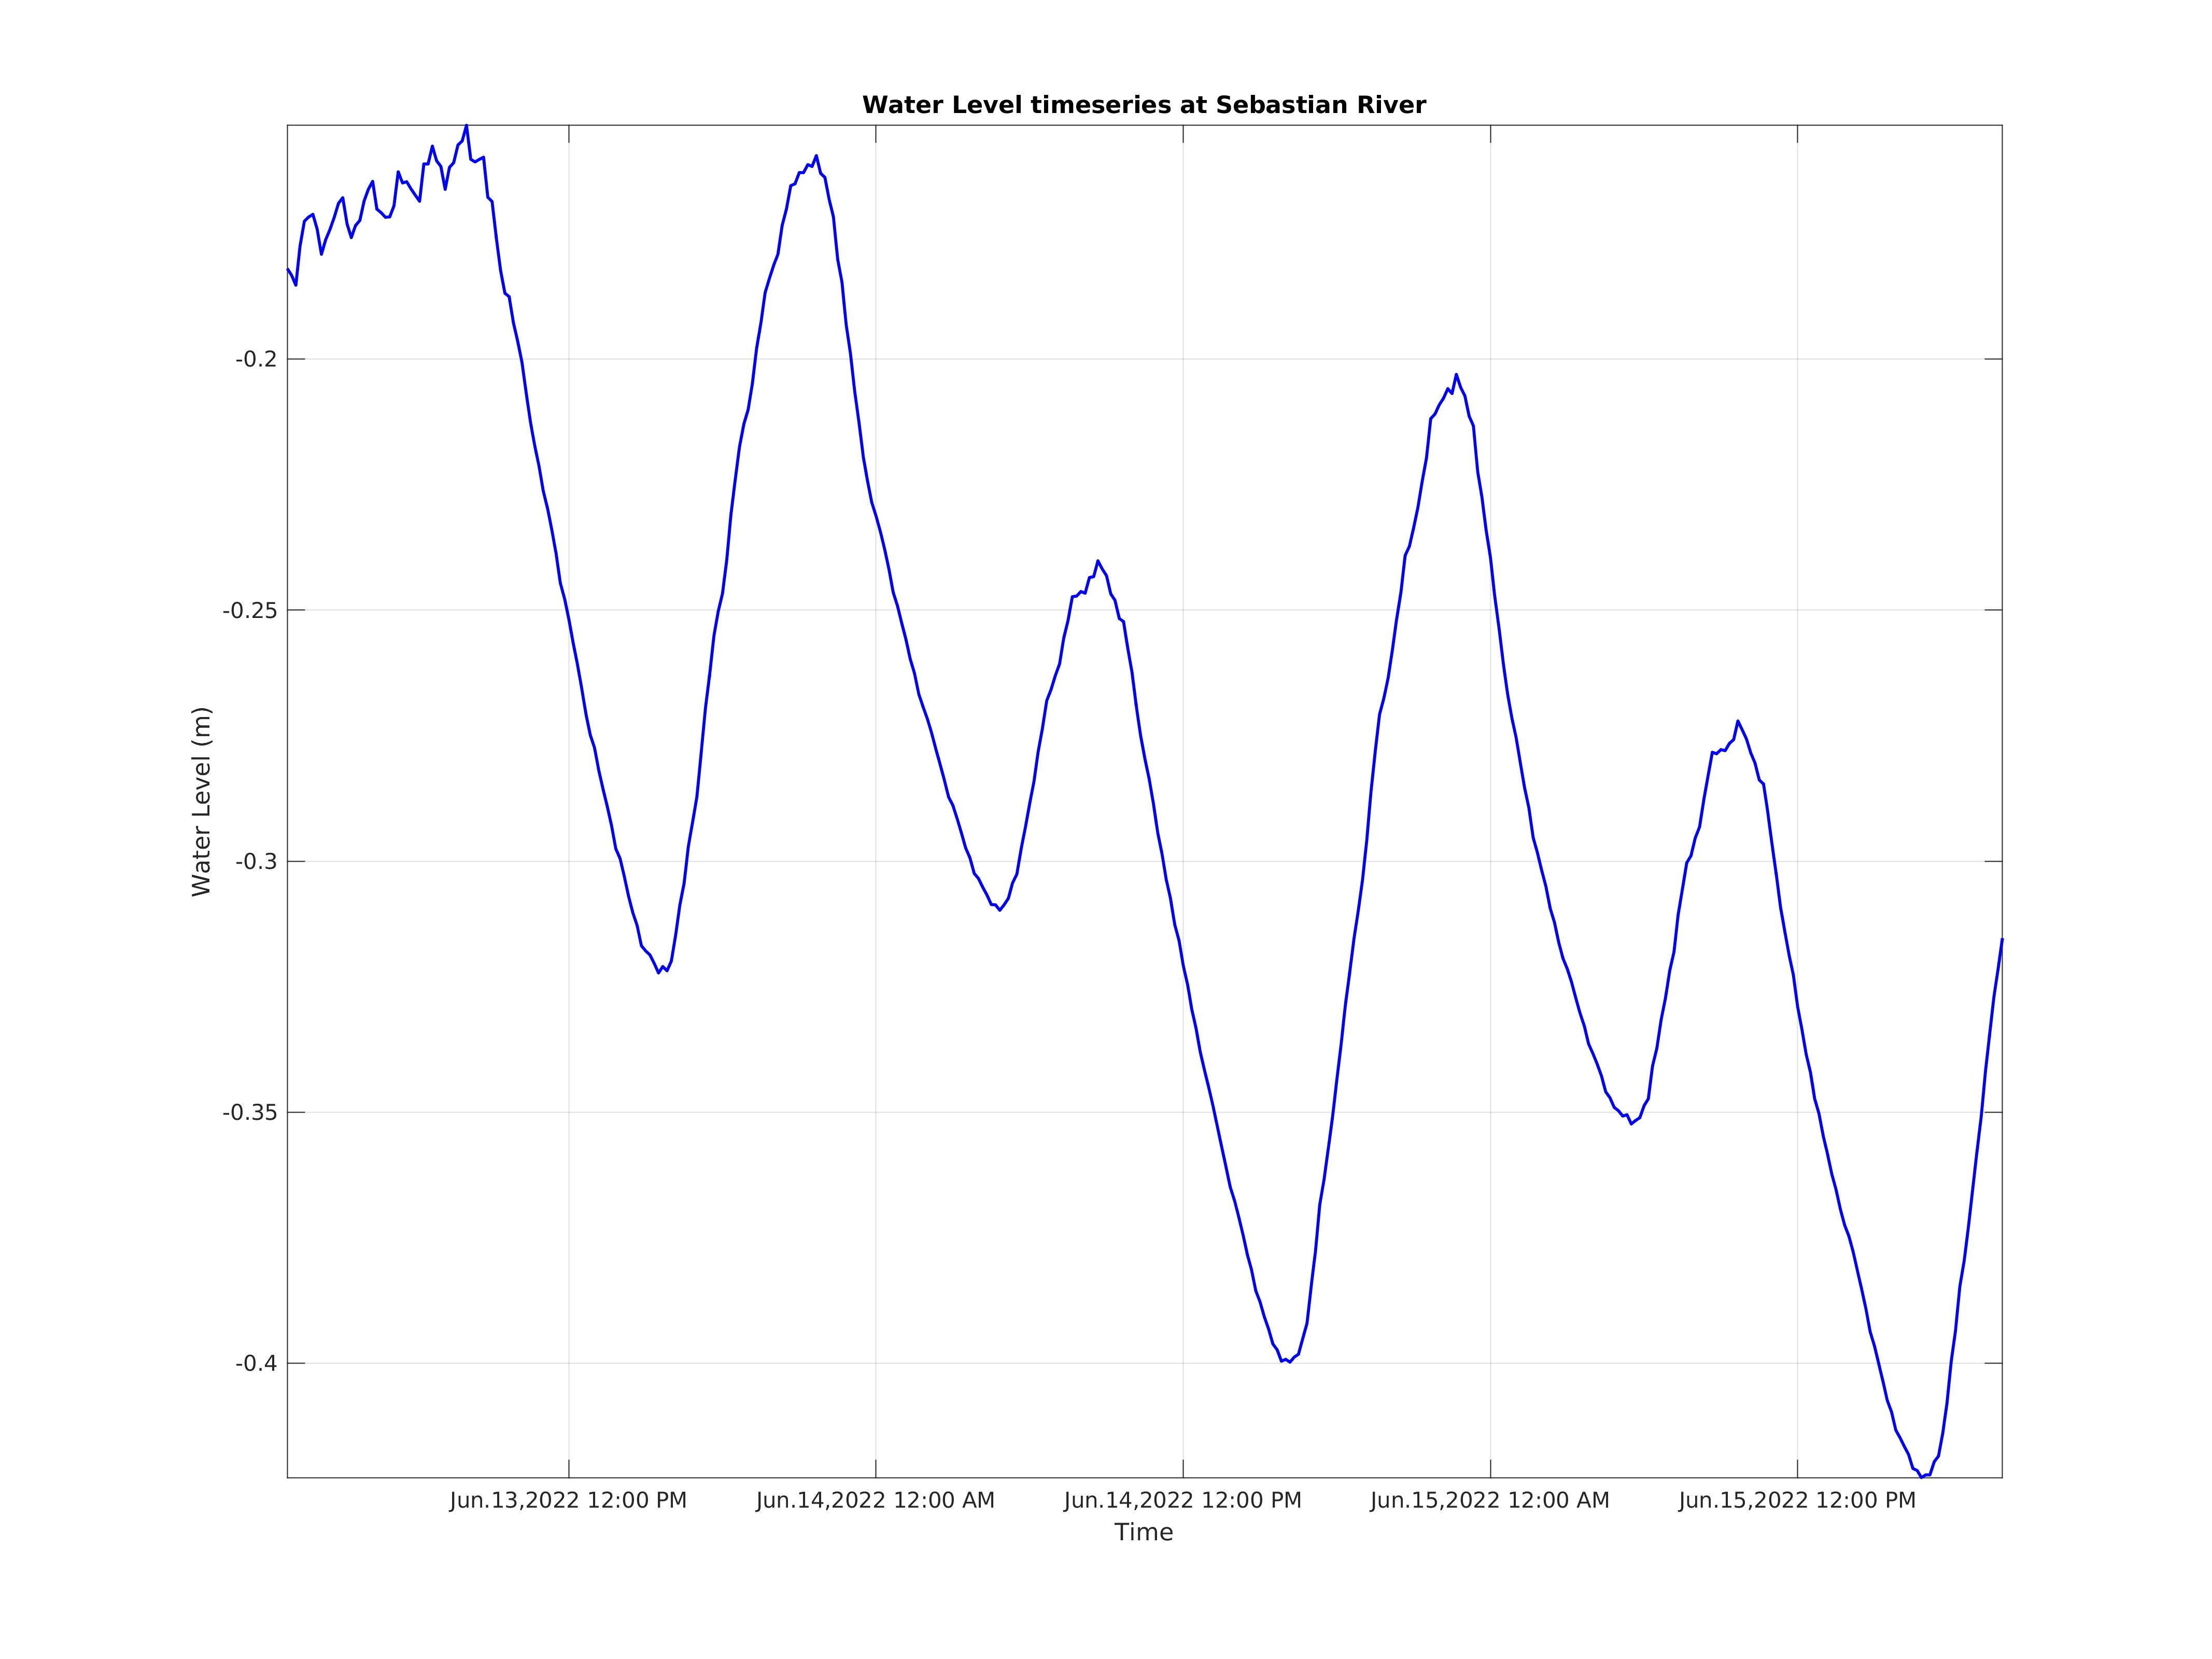 Water Level timeseries at Sebastian River
-0.2
-0.25
-0.3
-0.35
-0.4
Water Level (m)
Jun.13,2022 12:00 PM
Jun.14,2022 12:00 AM
Jun.14,2022 12:00 PM
Jun.15,2022 12:00 AM
Jun.15,2022 12:00 PM
Time